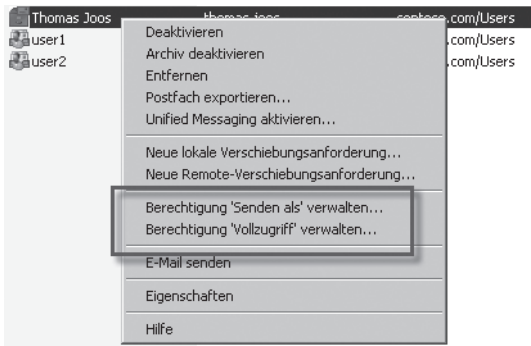 Thomas Joos thomas.joos contoso.com/Users
user1 .com/Users
user2 .com/Users
Deaktivieren
Archiv deaktivieren
Entfernen
Postfach exportieren...
Unified Messaging aktivieren...
Neue lokale Verschiebungsanforderung...
Neue Remote-Verschiebungsanforderung...
Berechtigung 'Senden als' verwalten...
Berechtigung 'Vollzugriff' verwalten...
E-Mail senden
Eigenschaften
Hilfe